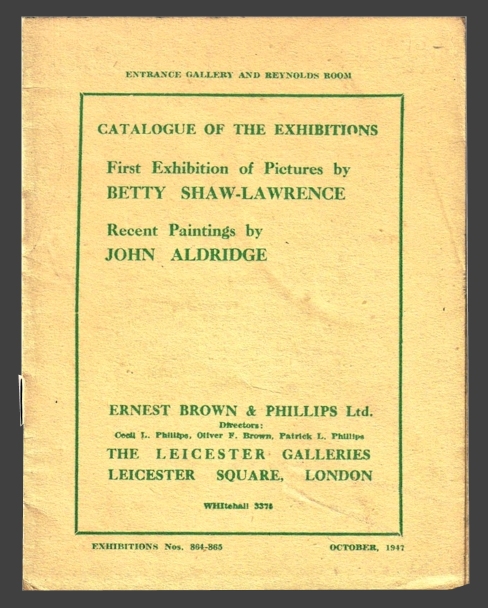 ENTRANCE GALLERY AND REYNOLDS ROOM
CATALOGUE OF THE EXHIBITIONS
First Exhibition of Pictures by
BETTY SHAW-LAWRENCE
Recent Paintings by
JOHN ALDRIDGE
ERNEST BROWN & PHILLIPS Ltd.
Directors:
Cecil L. Phillips, Oliver F. Brown, Patrick L. Phillips
THE LEICESTER GALLERIES
LEICESTER SQUARE, LONDON
WHItehall 3375
EXHIBITIONS Nos. 864-865
OCTOBER, 1947